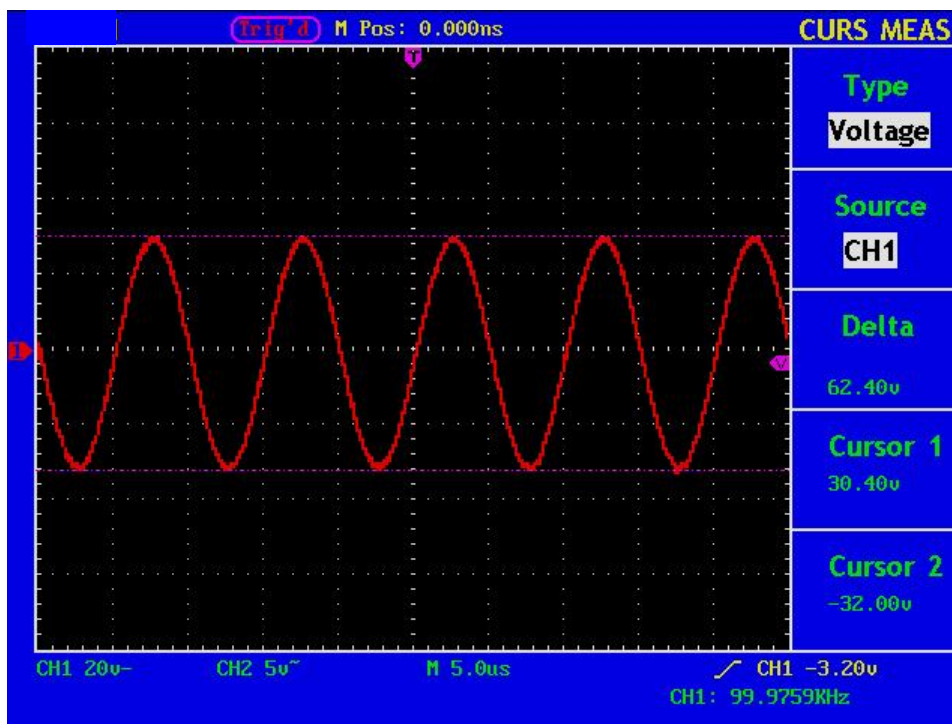 Trig'd M Pos: 0.000ns CURS MEAS
T
Type
Voltage
Source
CH1
Delta
62.40v
Cursor 1
30.40v
Cursor 2
-32.00v
1
V
CH1 20v- CH2 5v~ M 5.0us CH1 -3.20v
CH1: 99.9759KHz